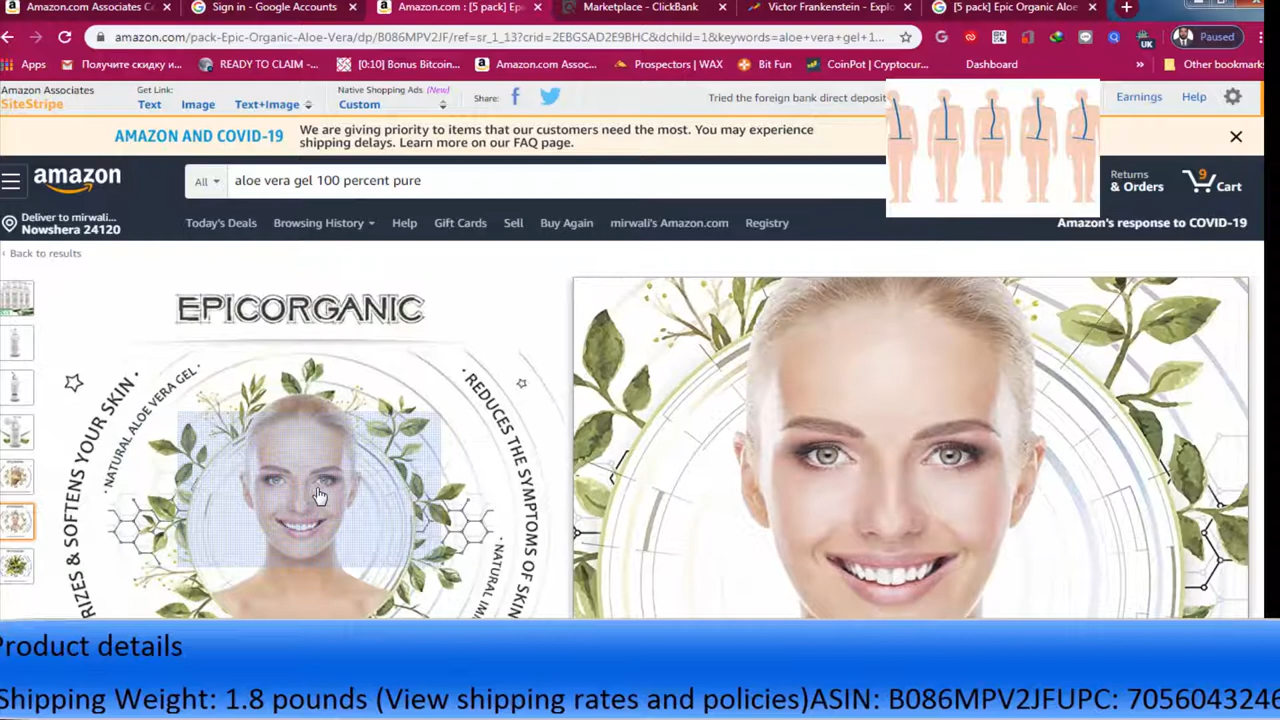 Amazon.com Associates C
Sign in - Google Accounts
Amazon.com : [5 pack] Epi
Marketplace - ClickBank
Victor Frankenstein - Explo
[5 pack] Epic Organic Aloe
amazon.com/pack-Epic-Organic-Aloe-Vera/dp/B086MPV2JF/ref=sr_1_13?crid=2EBGSAD2E9BHC&dchild=1&keywords=aloe+vera+gel+1...
UK
Paused
Apps
Получите скидку и...
READY TO CLAIM -...
[0:10] Bonus Bitcoin...
Amazon.com Assoc...
Prospectors | WAX
Bit Fun
CoinPot | Cryptocur...
Dashboard
»
Other bookmark
Amazon Associates
SiteStripe
Get Link:
Text
Image
Text+Image
Native Shopping Ads (New)
Custom
Share:
Tried the foreign bank direct deposit
Earnings
Help
AMAZON AND COVID-19
We are giving priority to items that our customers need the most. You may experience
shipping delays. Learn more on our FAQ page.
amazon
All
aloe vera gel 100 percent pure
Returns
& Orders
9
Cart
Deliver to mirwali...
Nowshera 24120
Today's Deals
Browsing History
Help
Gift Cards
Sell
Buy Again
mirwali's Amazon.com
Registry
Amazon's response to COVID-19
‹ Back to results
EPICORGANIC
RIZES & SOFTENS YOUR SKIN •
• NATURAL ALOE VERA GEL •
• REDUCES THE SYMPTOMS OF SKIN
• NATURAL IM
Product details
Shipping Weight: 1.8 pounds (View shipping rates and policies)ASIN: B086MPV2JFUPC: 7056043246